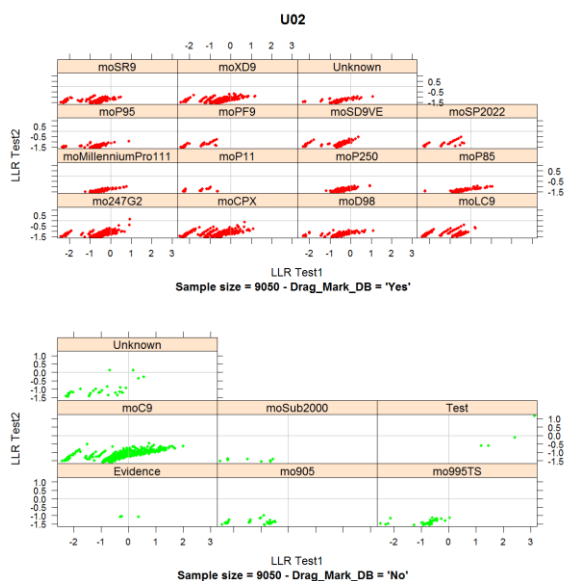 U02
-2 -1 0 1 2 3
-2 -1 0 1 2 3
moSR9 moXD9 Unknown
0.5
-0.5
-1.5
moP95 moPF9 moSD9VE moSP2022
0.5
-0.5
-1.5
moMillenniumPro111 moP11 moP250 moP85
0.5
-0.5
-1.5
mo247G2 moCPX moD98 moLC9
0.5
-0.5
-1.5
-2 -1 0 1 2 3
-2 -1 0 1 2 3
LLR Test2
LLR Test1
Sample size = 9050 - Drag_Mark_DB = 'Yes'
Unknown
1.0
0.5
0.0
-0.5
-1.0
-1.5
moC9 moSub2000 Test
1.0
0.5
0.0
-0.5
-1.0
-1.5
Evidence mo905 mo995TS
1.0
0.5
0.0
-0.5
-1.0
-1.5
-2 -1 0 1 2 3
-2 -1 0 1 2 3
LLR Test2
LLR Test1
Sample size = 9050 - Drag_Mark_DB = 'No'